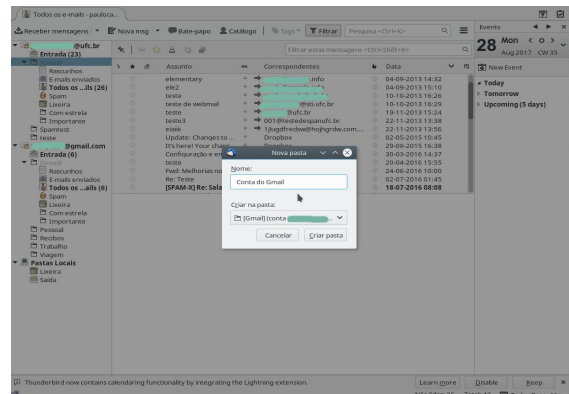 Todos os e-mails - pauloca...
Receber mensagens
Nova msg
Bate-papo
Catálogo
Tags
Filtrar
Pesquisa <Ctrl+K>
Events
28
Mon
Aug 2017 CW 35
New Event
Today
Tomorrow
Upcoming (5 days)
@ufc.br
Entrada (23)
[Gmail]
Rascunhos
E-mails enviados
Todos os ...ils (26)
Spam
Lixeira
Com estrela
Importante
Spamtest
teste
@gmail.com
Entrada (6)
[Gmail]
Rascunhos
E-mails enviados
Todos os ...ails (6)
Spam
Lixeira
Com estrela
Importante
Pessoal
Recibos
Trabalho
Viagem
Pastas Locais
Lixeira
Saída
Filtrar estas mensagens <Ctrl+Shift+K>
Assunto
Correspondentes
Data
elementary
.info
04-09-2013 14:32
ele2
04-09-2013 15:10
teste
10-10-2013 16:26
teste de webmail
@sti.ufc.br
10-10-2013 16:29
teste
@ufc.br
19-11-2013 15:24
teste3
001@testedespanufc.br
22-11-2013 13:38
eiaiiii
22-11-2013 13:56
Update: Changes to ...
Dropbox
02-05-2015 10:45
It's here! Your chan
Dropbox
29-09-2015 16:38
Configuração e en
30-03-2016 14:37
teste
20-04-2016 15:55
Fwd: Melhorias no
24-06-2016 10:00
Re: Teste
02-07-2016 01:45
[SPAM-X] Re: Sala
18-07-2016 08:08
Nova pasta
Nome:
Conta do Gmail
Criar na pasta:
[Gmail] (conta
Cancelar
Criar pasta
Thunderbird now contains calendaring functionality by integrating the Lightning extension.
Learn more
Disable
Keep